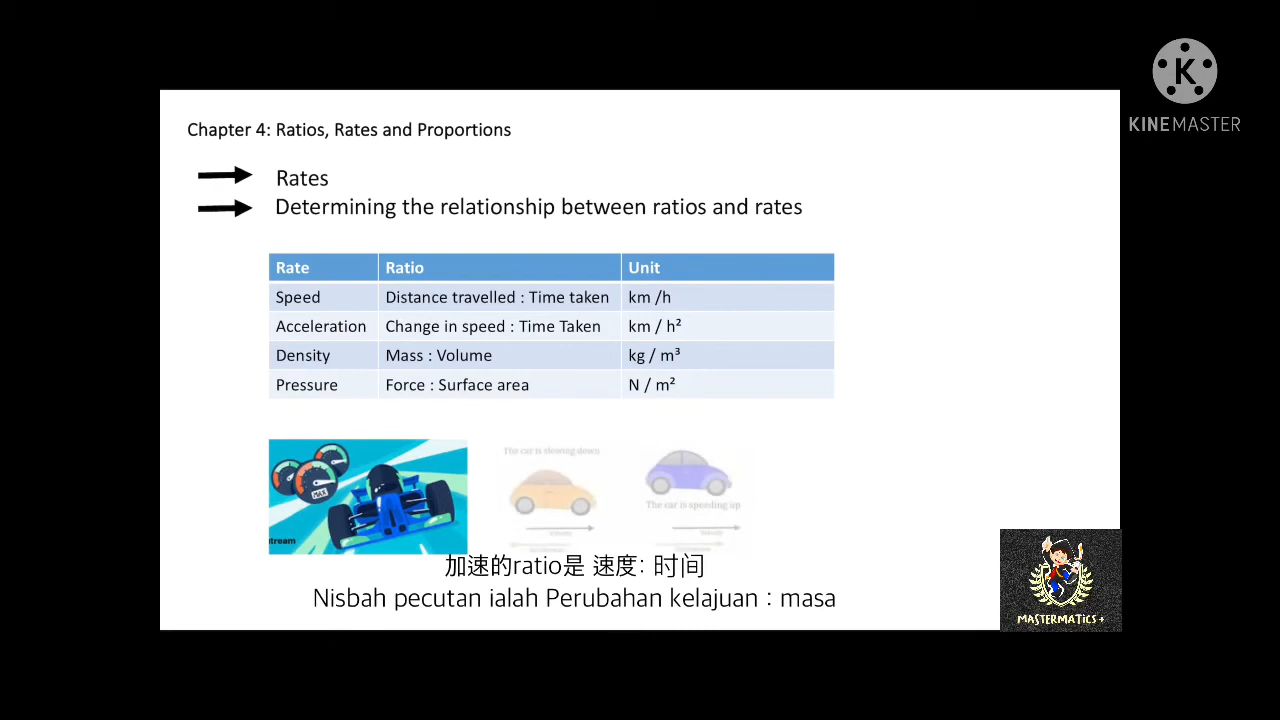 K
KINEMASTER
Chapter 4: Ratios, Rates and Proportions
Rates
Determining the relationship between ratios and rates
Rate Ratio Unit
Speed Distance travelled : Time taken km /h
Acceleration Change in speed : Time Taken km / h²
Density Mass : Volume kg / m³
Pressure Force : Surface area N / m²
The car is slowing down
The car is speeding up
MAX
stream
加速的ratio是 速度: 时间
Nisbah pecutan ialah Perubahan kelajuan : masa
MASTERMATICS +